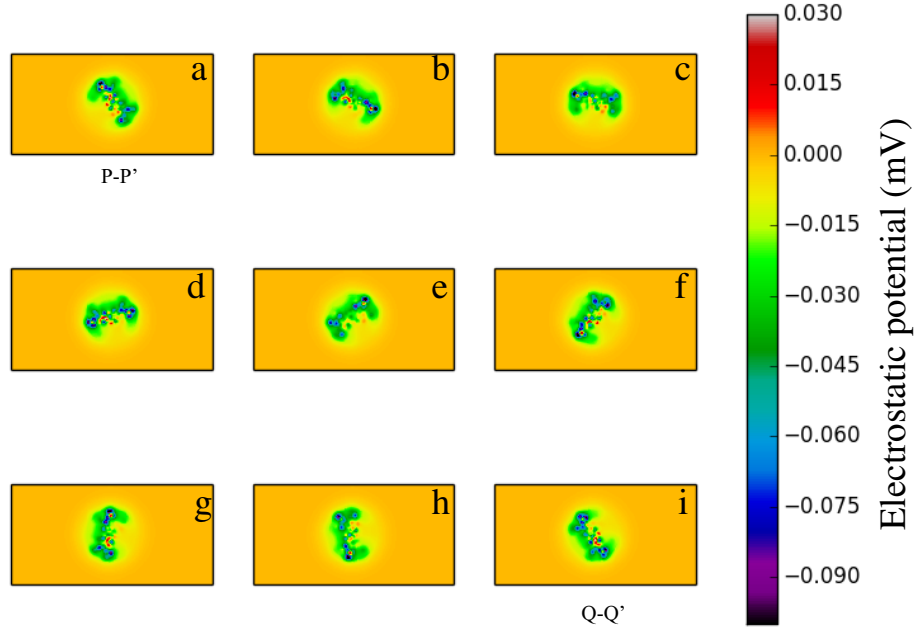 a
b
c
P-P’
d
e
f
g
h
i
Q-Q’
0.030
0.015
0.000
−0.015
−0.030
−0.045
−0.060
−0.075
−0.090
Electrostatic potential (mV)